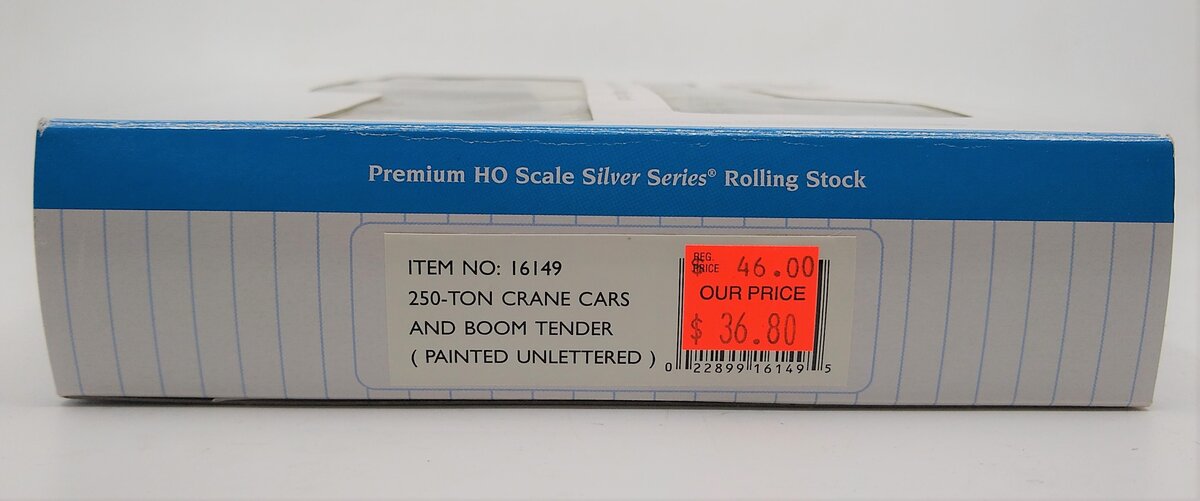 Premium HO Scale Silver Series® Rolling Stock
ITEM NO: 16149
250-TON CRANE CARS
AND BOOM TENDER
( PAINTED UNLETTERED )
REG.
PRICE
$ 46.00
OUR PRICE
$ 36.80
0 22899 16149 5